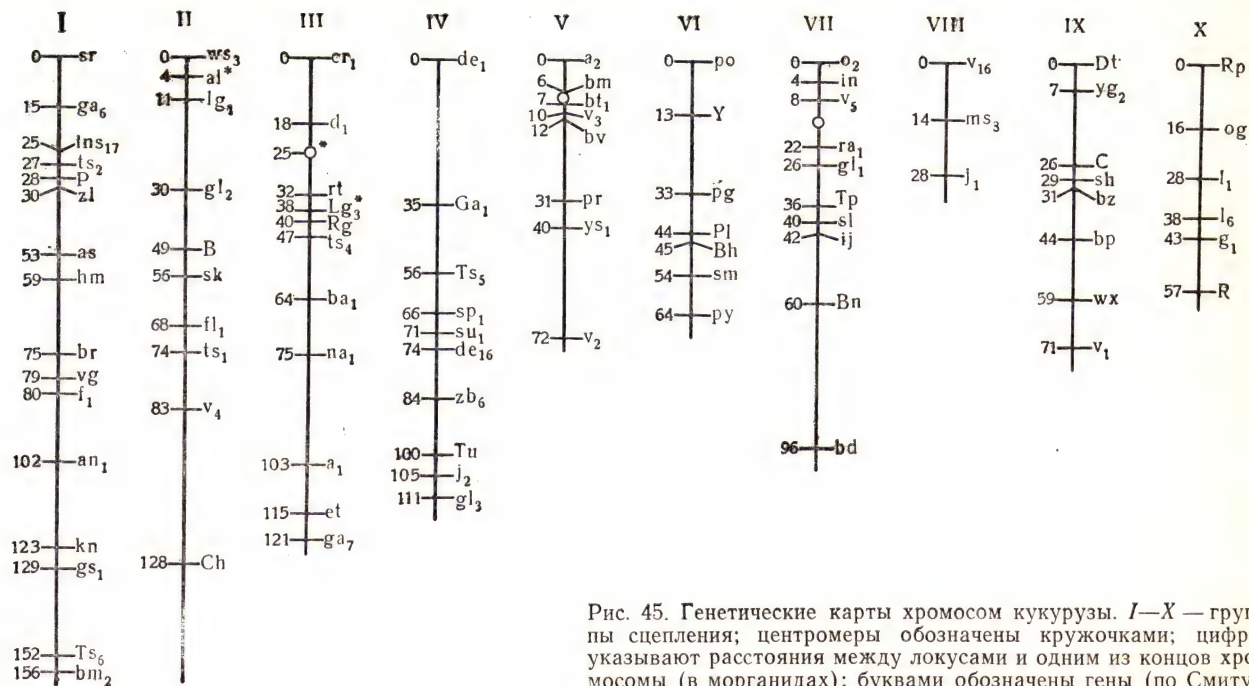 I II III IV V VI VII VIII IX X
0 sr
15 ga₆
25 tns₁₇
27 ts₂
28 P
30 zl
53 as
59 hm
75 br
79 vg
80 f₁
102 an₁
123 kn
129 gs₁
152 Ts₆
156 bm₂
0 ws₃
4 al*
11 lg₁
30 gl₂
49 B
56 sk
68 fl₁
74 ts₁
83 v₄
128 Ch
0 cr₁
18 d₁
25 *
32 rt
38 Lg₃*
40 Rg
47 ts₄
64 ba₁
75 na₁
103 a₁
115 et
121 ga₇
0 de₁
35 Ga₁
56 Ts₅
66 sp₁
71 su₁
74 de₁₆
84 zb₆
100 Tu
105 j₂
111 gl₃
0 a₂
6 bm
7 bt₁
10 v₃
12 bv
31 pr
40 ys₁
72 v₂
0 po
13 Y
33 pg
44 Pl
45 Bh
54 sm
64 py
0 o₂
4 in
8 v₅
22 ra₁
26 gl₁
36 Tp
40 sl
42 ij
60 Bn
96 bd
0 v₁₆
14 ms₃
28 j₁
0 Dt
7 yg₂
26 C
29 sh
31 bz
44 bp
59 wx
71 v₁
0 Rp
16 og
28 l₁
38 l₆
43 g₁
57 R
Рис. 45. Генетические карты хромосом кукурузы. I—X — груп-
пы сцепления; центромеры обозначены кружочками; цифры
указывают расстояния между локусами и одним из концов хро-
мосомы (в морганидах); буквами обозначены гены (по Смиту,